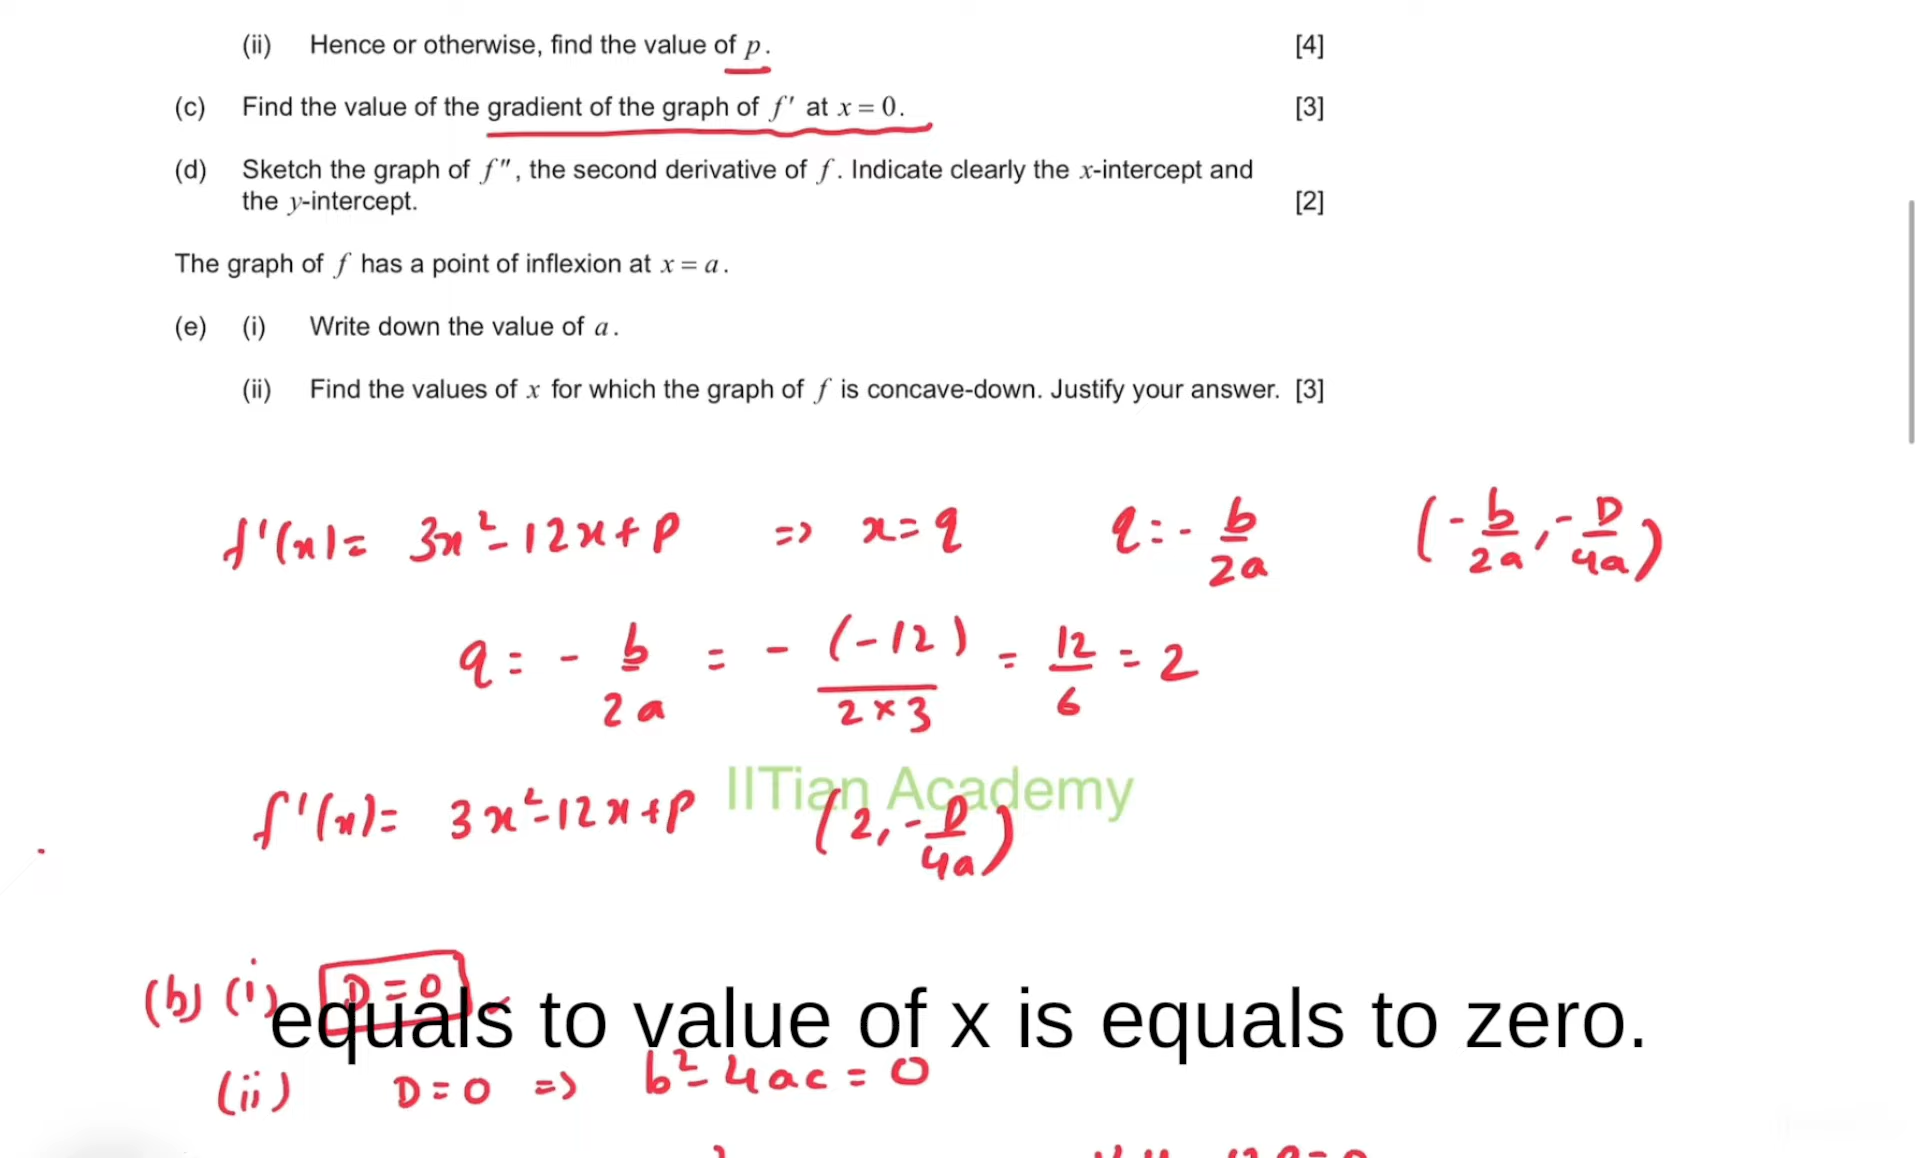 (ii) Hence or otherwise, find the value of p. [4]
(c) Find the value of the gradient of the graph of f′ at x = 0. [3]
(d) Sketch the graph of f″, the second derivative of f. Indicate clearly the x-intercept and
the y-intercept. [2]
The graph of f has a point of inflexion at x = a.
(e) (i) Write down the value of a.
(ii) Find the values of x for which the graph of f is concave-down. Justify your answer. [3]
f'(x) = 3x² - 12x + p => x = q q = - b/2a (- b/2a, - D/4a)
q = - b/2a = - (-12)/2×3 = 12/6 = 2
IITian Academy
f'(x) = 3x² - 12x + p (2, - D/4a)
(b) (i) D = 0
equals to value of x is equals to zero.
(ii) D = 0 => b² - 4ac = 0